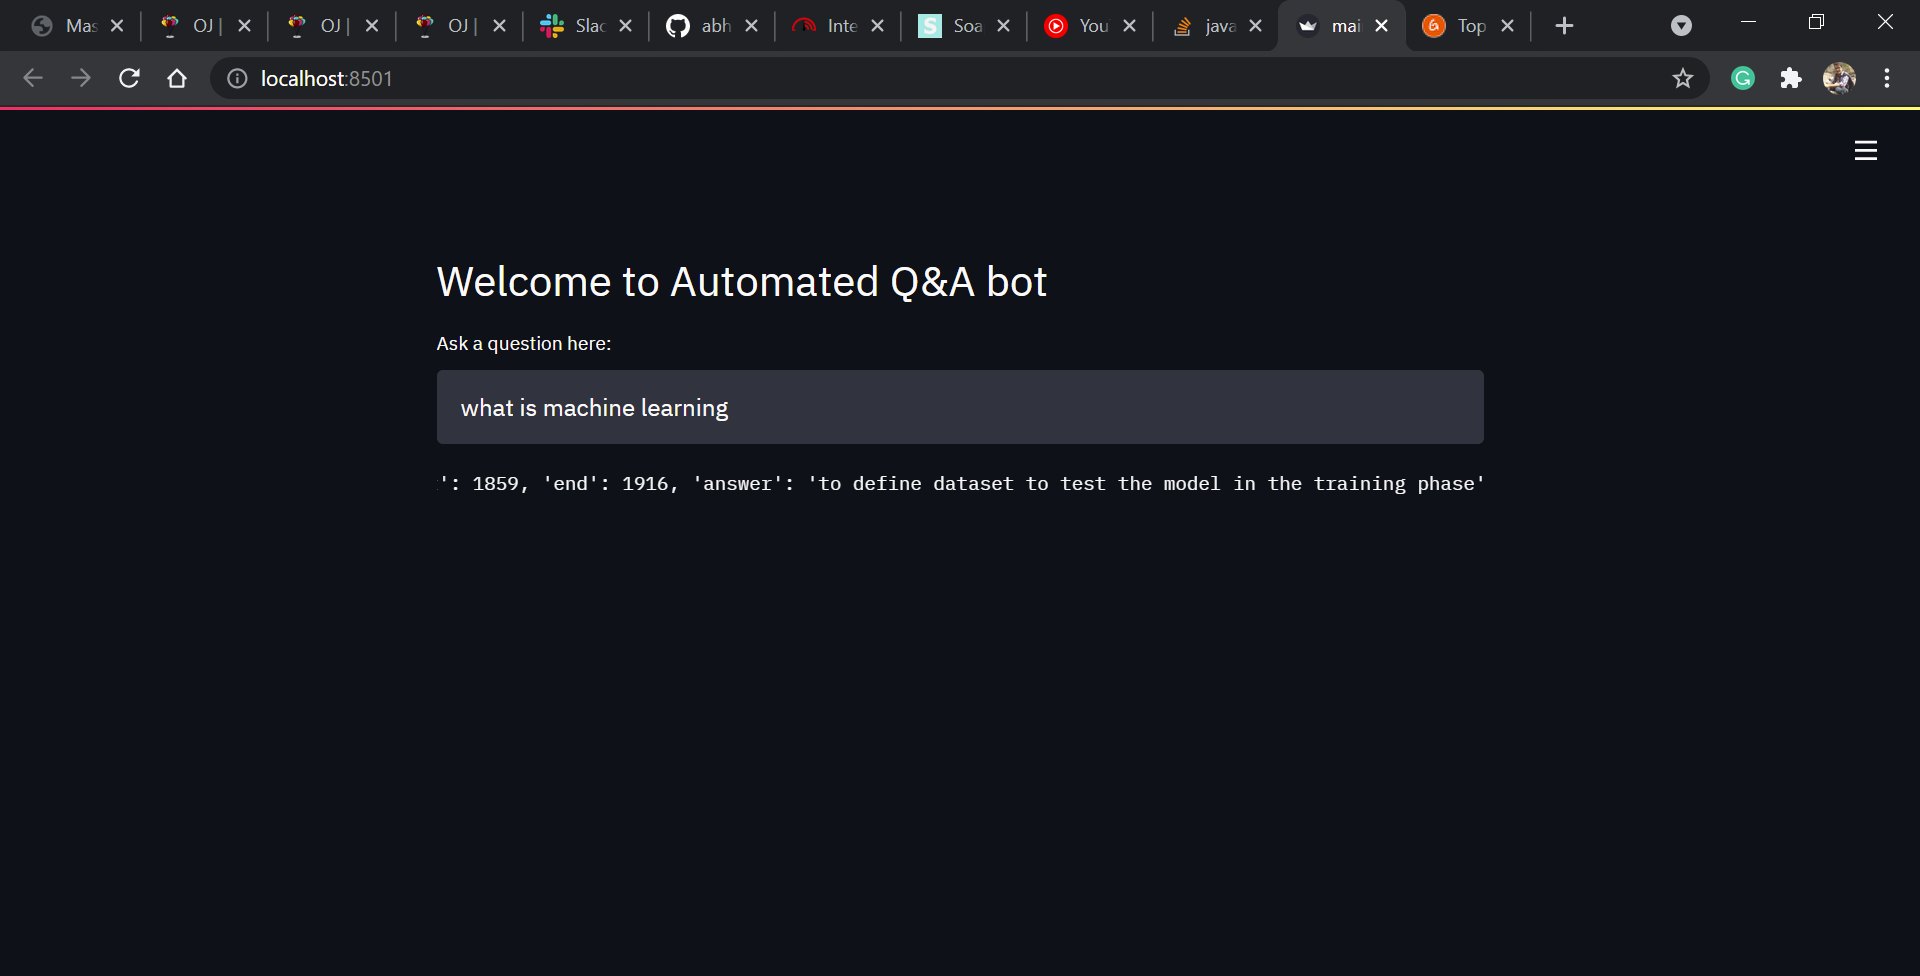 Mas
OJ |
OJ |
OJ |
Slac
abh
Inte
Soa
You
java
mai
Top
localhost:8501
Welcome to Automated Q&A bot
Ask a question here:
what is machine learning
': 1859, 'end': 1916, 'answer': 'to define dataset to test the model in the training phase'